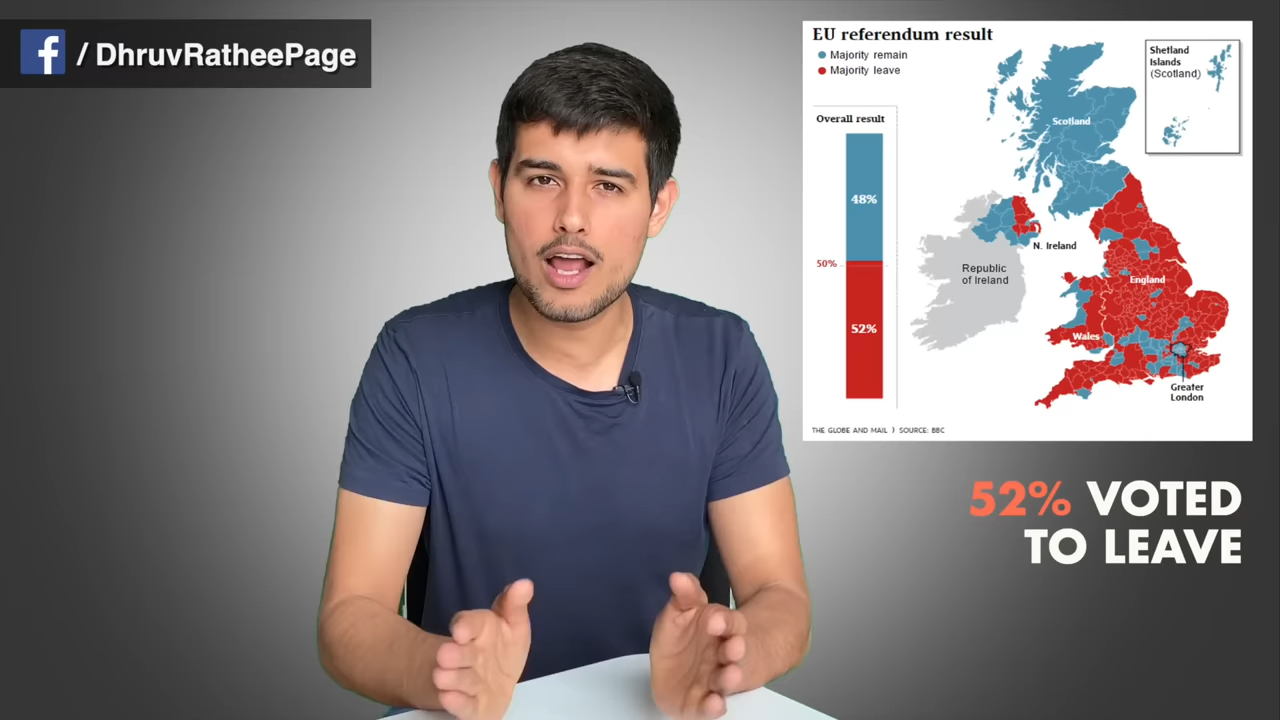 / DhruvRatheePage
EU referendum result
Majority remain
Majority leave
Overall result
48%
50%
52%
Shetland
Islands
(Scotland)
Scotland
N. Ireland
Republic
of Ireland
England
Wales
Greater
London
THE GLOBE AND MAIL ⟩ SOURCE: BBC
52% VOTED
TO LEAVE